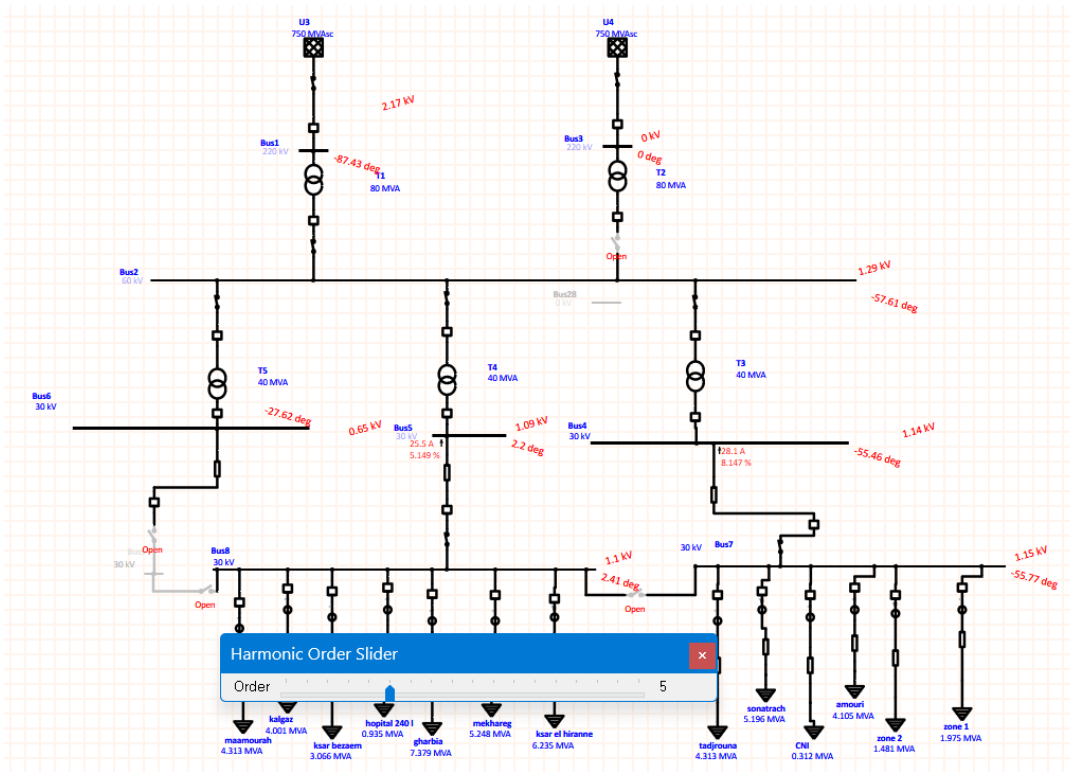 U3
750 MVAsc
U4
750 MVAsc
2.17 kV
Bus1
220 kV
-87.43 deg
T1
80 MVA
Bus3
220 kV
0 kV
0 deg
T2
80 MVA
Open
Bus2
60 kV
1.29 kV
-57.61 deg
Bus28
0 kV
T5
40 MVA
T4
40 MVA
T3
40 MVA
Bus6
30 kV
-27.62 deg
0.65 kV
Bus5
30 kV
1.09 kV
2.2 deg
25.5 A
5.149 %
Bus4
30 kV
1.14 kV
-55.46 deg
28.1 A
8.147 %
Open
30 kV
Open
Bus8
30 kV
1.1 kV
2.41 deg
Open
30 kV
Bus7
1.15 kV
-55.77 deg
Harmonic Order Slider
Order
5
maamourah
4.313 MVA
kalgaz
4.001 MVA
ksar bezaem
3.066 MVA
hopital 240 l
0.935 MVA
gharbia
7.379 MVA
mekhareg
5.248 MVA
ksar el hiranne
6.235 MVA
tadjrouna
4.313 MVA
sonatrach
5.196 MVA
CNI
0.312 MVA
amouri
4.105 MVA
zone 2
1.481 MVA
zone 1
1.975 MVA